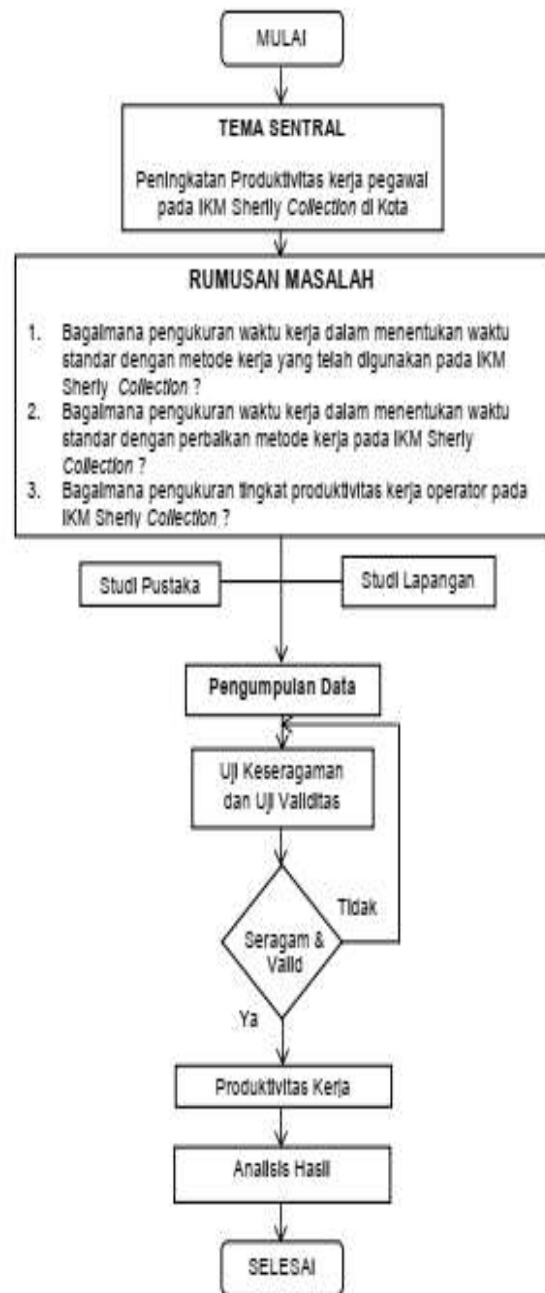 MULAI
TEMA SENTRAL
Peningkatan Produktivitas kerja pegawai
pada IKM Sherlly Collection di Kota
RUMUSAN MASALAH
1. Bagaimana pengukuran waktu kerja dalam menentukan waktu
standar dengan metode kerja yang telah digunakan pada IKM
Sherly Collection ?
2. Bagaimana pengukuran waktu kerja dalam menentukan waktu
standar dengan perbaikan metode kerja pada IKM Sherly
Collection ?
3. Bagaimana pengukuran tingkat produktivitas kerja operator pada
IKM Sherly Collection ?
Studi Pustaka
Studi Lapangan
Pengumpulan Data
Uji Keseragaman
dan Uji Validitas
Tidak
Seragam &
Valid
Ya
Produktivitas Kerja
Analisis Hasil
SELESAI